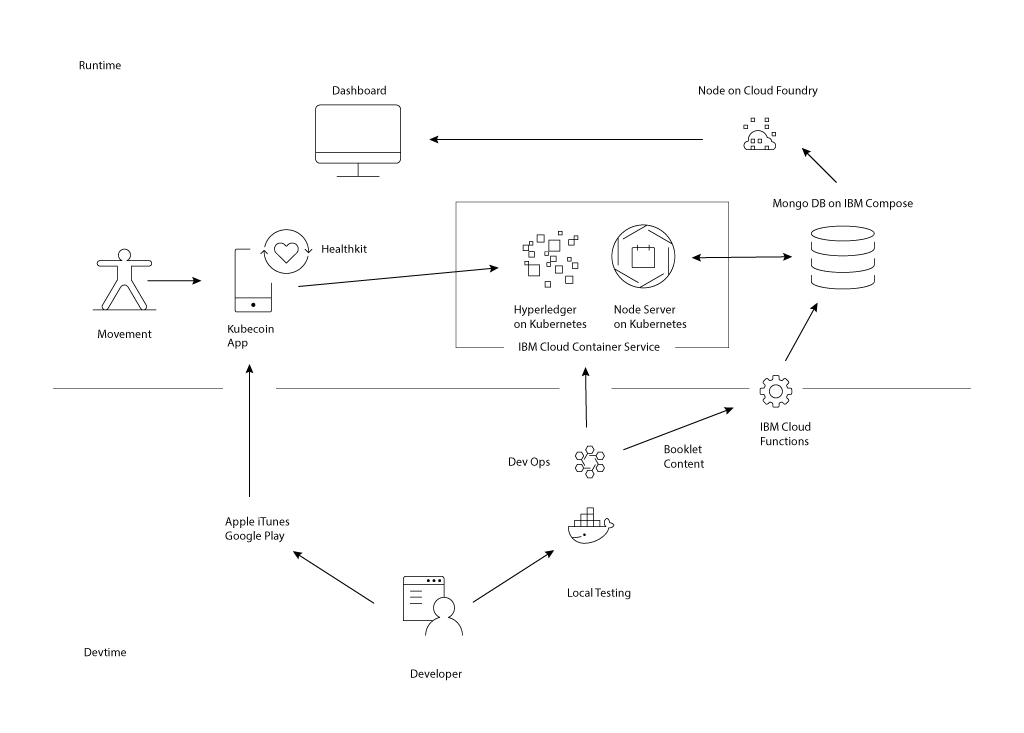 Runtime
Dashboard
Node on Cloud Foundry
Mongo DB on IBM Compose
Healthkit
Movement
Kubecoin
App
Hyperledger
on Kubernetes
Node Server
on Kubernetes
IBM Cloud Container Service
IBM Cloud
Functions
Dev Ops
Booklet
Content
Apple iTunes
Google Play
Local Testing
Developer
Devtime